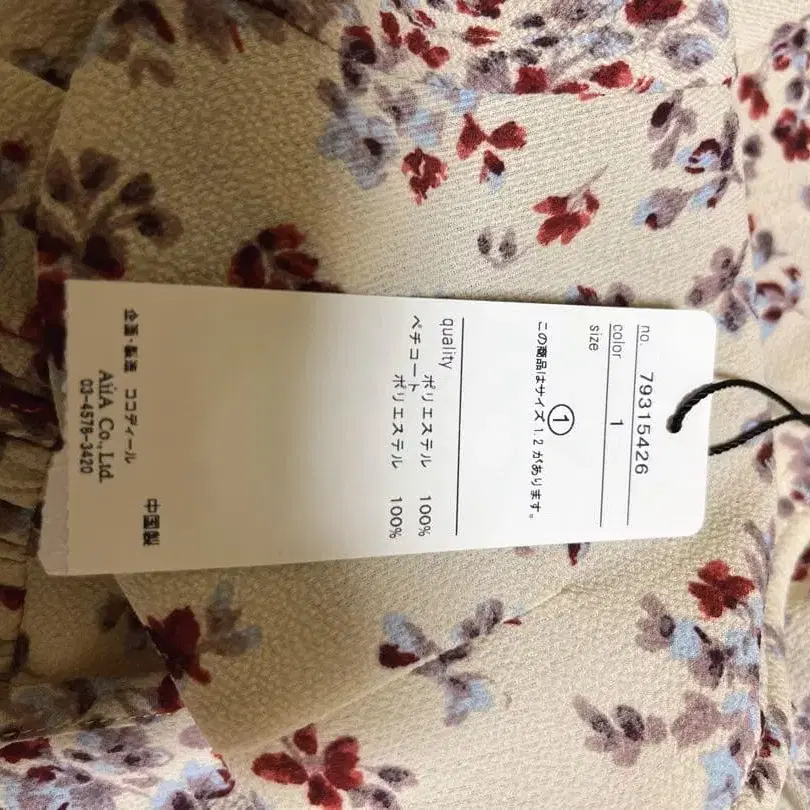 no. 79315426
color 1
size
①
この商品はサイズ1.2があります。
quality
ポリエステル 100%
ペチコート
ポリエステル 100%
中国製
企画・製造 ココディール
AiiA Co.,Ltd.
03-4578-3420